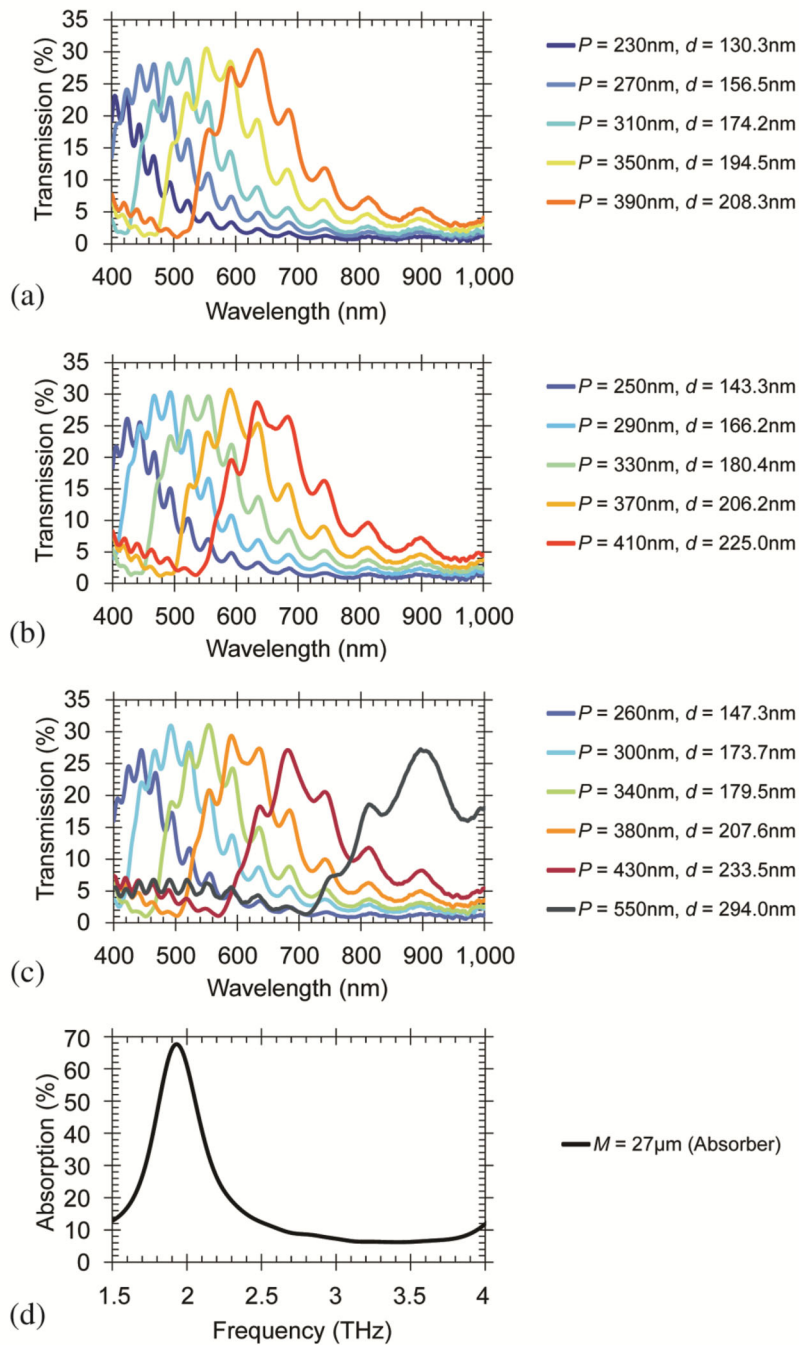 35
30
25
20
15
10
5
0
Transmission (%)
400 500 600 700 800 900 1,000
Wavelength (nm)
(a)
P = 230nm, d = 130.3nm
P = 270nm, d = 156.5nm
P = 310nm, d = 174.2nm
P = 350nm, d = 194.5nm
P = 390nm, d = 208.3nm
35
30
25
20
15
10
5
0
Transmission (%)
400 500 600 700 800 900 1,000
Wavelength (nm)
(b)
P = 250nm, d = 143.3nm
P = 290nm, d = 166.2nm
P = 330nm, d = 180.4nm
P = 370nm, d = 206.2nm
P = 410nm, d = 225.0nm
35
30
25
20
15
10
5
0
Transmission (%)
400 500 600 700 800 900 1,000
Wavelength (nm)
(c)
P = 260nm, d = 147.3nm
P = 300nm, d = 173.7nm
P = 340nm, d = 179.5nm
P = 380nm, d = 207.6nm
P = 430nm, d = 233.5nm
P = 550nm, d = 294.0nm
70
60
50
40
30
20
10
0
Absorption (%)
1.5 2 2.5 3 3.5 4
Frequency (THz)
(d)
M = 27μm (Absorber)